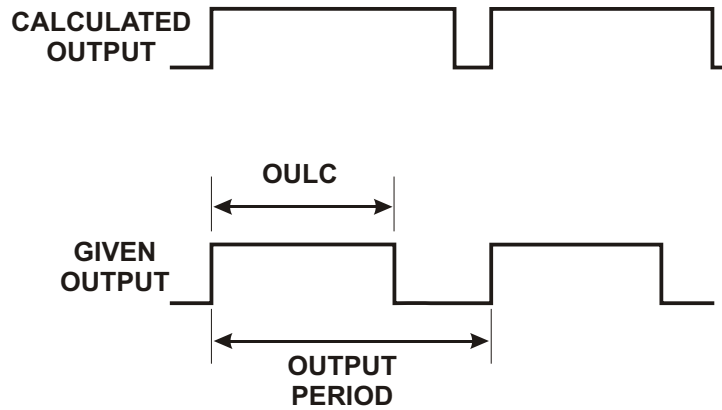 CALCULATED
OUTPUT
OULC
GIVEN
OUTPUT
OUTPUT
PERIOD